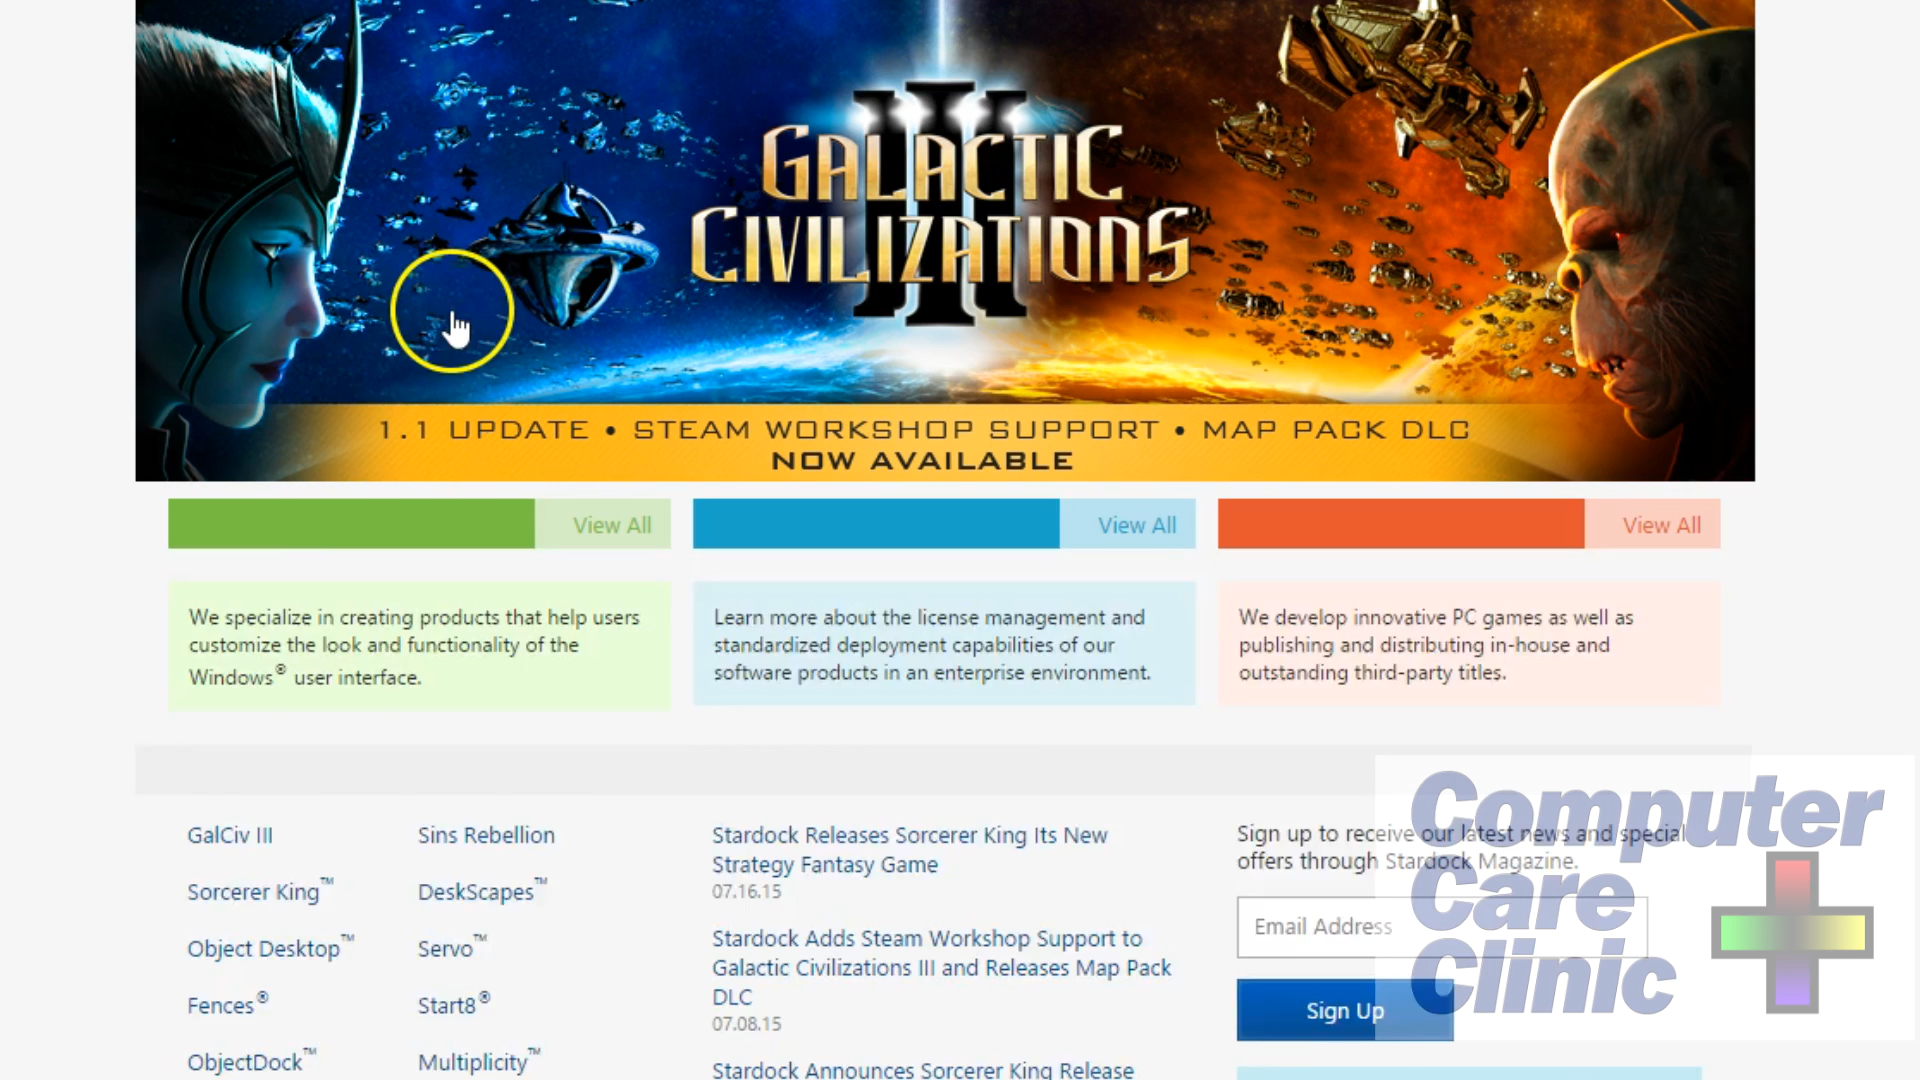 III
GALACTIC
CIVILIZATIONS
1.1 UPDATE • STEAM WORKSHOP SUPPORT • MAP PACK DLC
NOW AVAILABLE
View All
View All
View All
We specialize in creating products that help users
customize the look and functionality of the
Windows® user interface.
Learn more about the license management and
standardized deployment capabilities of our
software products in an enterprise environment.
We develop innovative PC games as well as
publishing and distributing in-house and
outstanding third-party titles.
GalCiv III
Sorcerer King™
Object Desktop™
Fences®
ObjectDock™
Sins Rebellion
DeskScapes™
Servo™
Start8®
Multiplicity™
Stardock Releases Sorcerer King Its New
Strategy Fantasy Game
07.16.15
Stardock Adds Steam Workshop Support to
Galactic Civilizations III and Releases Map Pack
DLC
07.08.15
Stardock Announces Sorcerer King Release
Sign up to receive our latest news and special
offers through Stardock Magazine.
Email Address
Sign Up
Computer
Care
Clinic